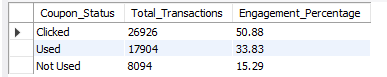 Coupon_Status Total_Transactions Engagement_Percentage
Clicked 26926 50.88
Used 17904 33.83
Not Used 8094 15.29